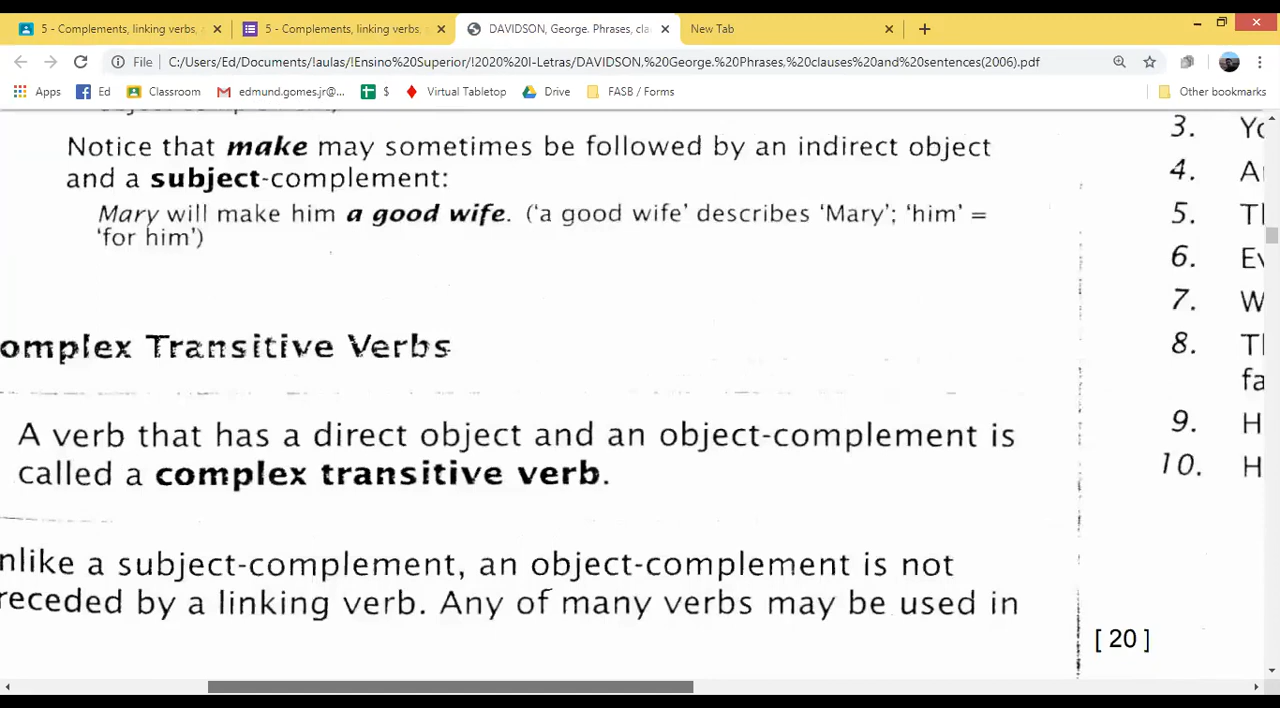 5 - Complements, linking verbs,
5 - Complements, linking verbs,
DAVIDSON, George. Phrases, cla
New Tab
File
C:/Users/Ed/Documents/!aulas/!Ensino%20Superior/!2020%20I-Letras/DAVIDSON,%20George.%20Phrases,%20clauses%20and%20sentences(2006).pdf
Apps Ed Classroom edmund.gomes.jr@... $ Virtual Tabletop Drive FASB / Forms Other bookmarks
Notice that make may sometimes be followed by an indirect object
and a subject-complement:
Mary will make him a good wife. ('a good wife' describes 'Mary'; 'him' =
'for him')
omplex Transitive Verbs
A verb that has a direct object and an object-complement is
called a complex transitive verb.
nlike a subject-complement, an object-complement is not
receded by a linking verb. Any of many verbs may be used in
3. Yo
4. A
5. Tl
6. Ev
7. W
8. Tl
fa
9. H
10. H
[ 20 ]